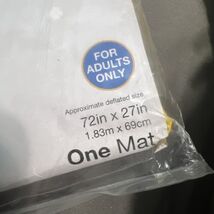 FOR
ADULTS
ONLY
Approximate deflated size
72in x 27in
1.83m x 69cm
One Mat